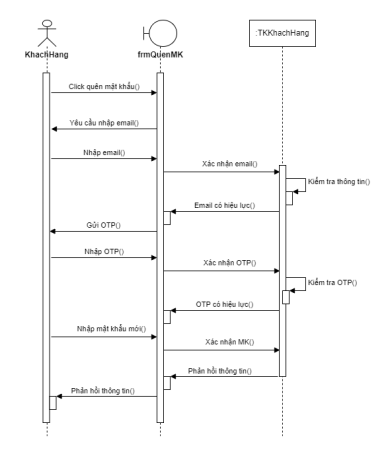 :TKKhachHang
KhachHang
frmQuenMK
Click quên mật khẩu()
Yêu cầu nhập email()
Nhập email()
Xác nhận email()
Kiểm tra thông tin()
Email có hiệu lực()
Gửi OTP()
Nhập OTP()
Xác nhận OTP()
Kiểm tra OTP()
OTP có hiệu lực()
Nhập mật khẩu mới()
Xác nhận MK()
Phản hồi thông tin()
Phản hồi thông tin()